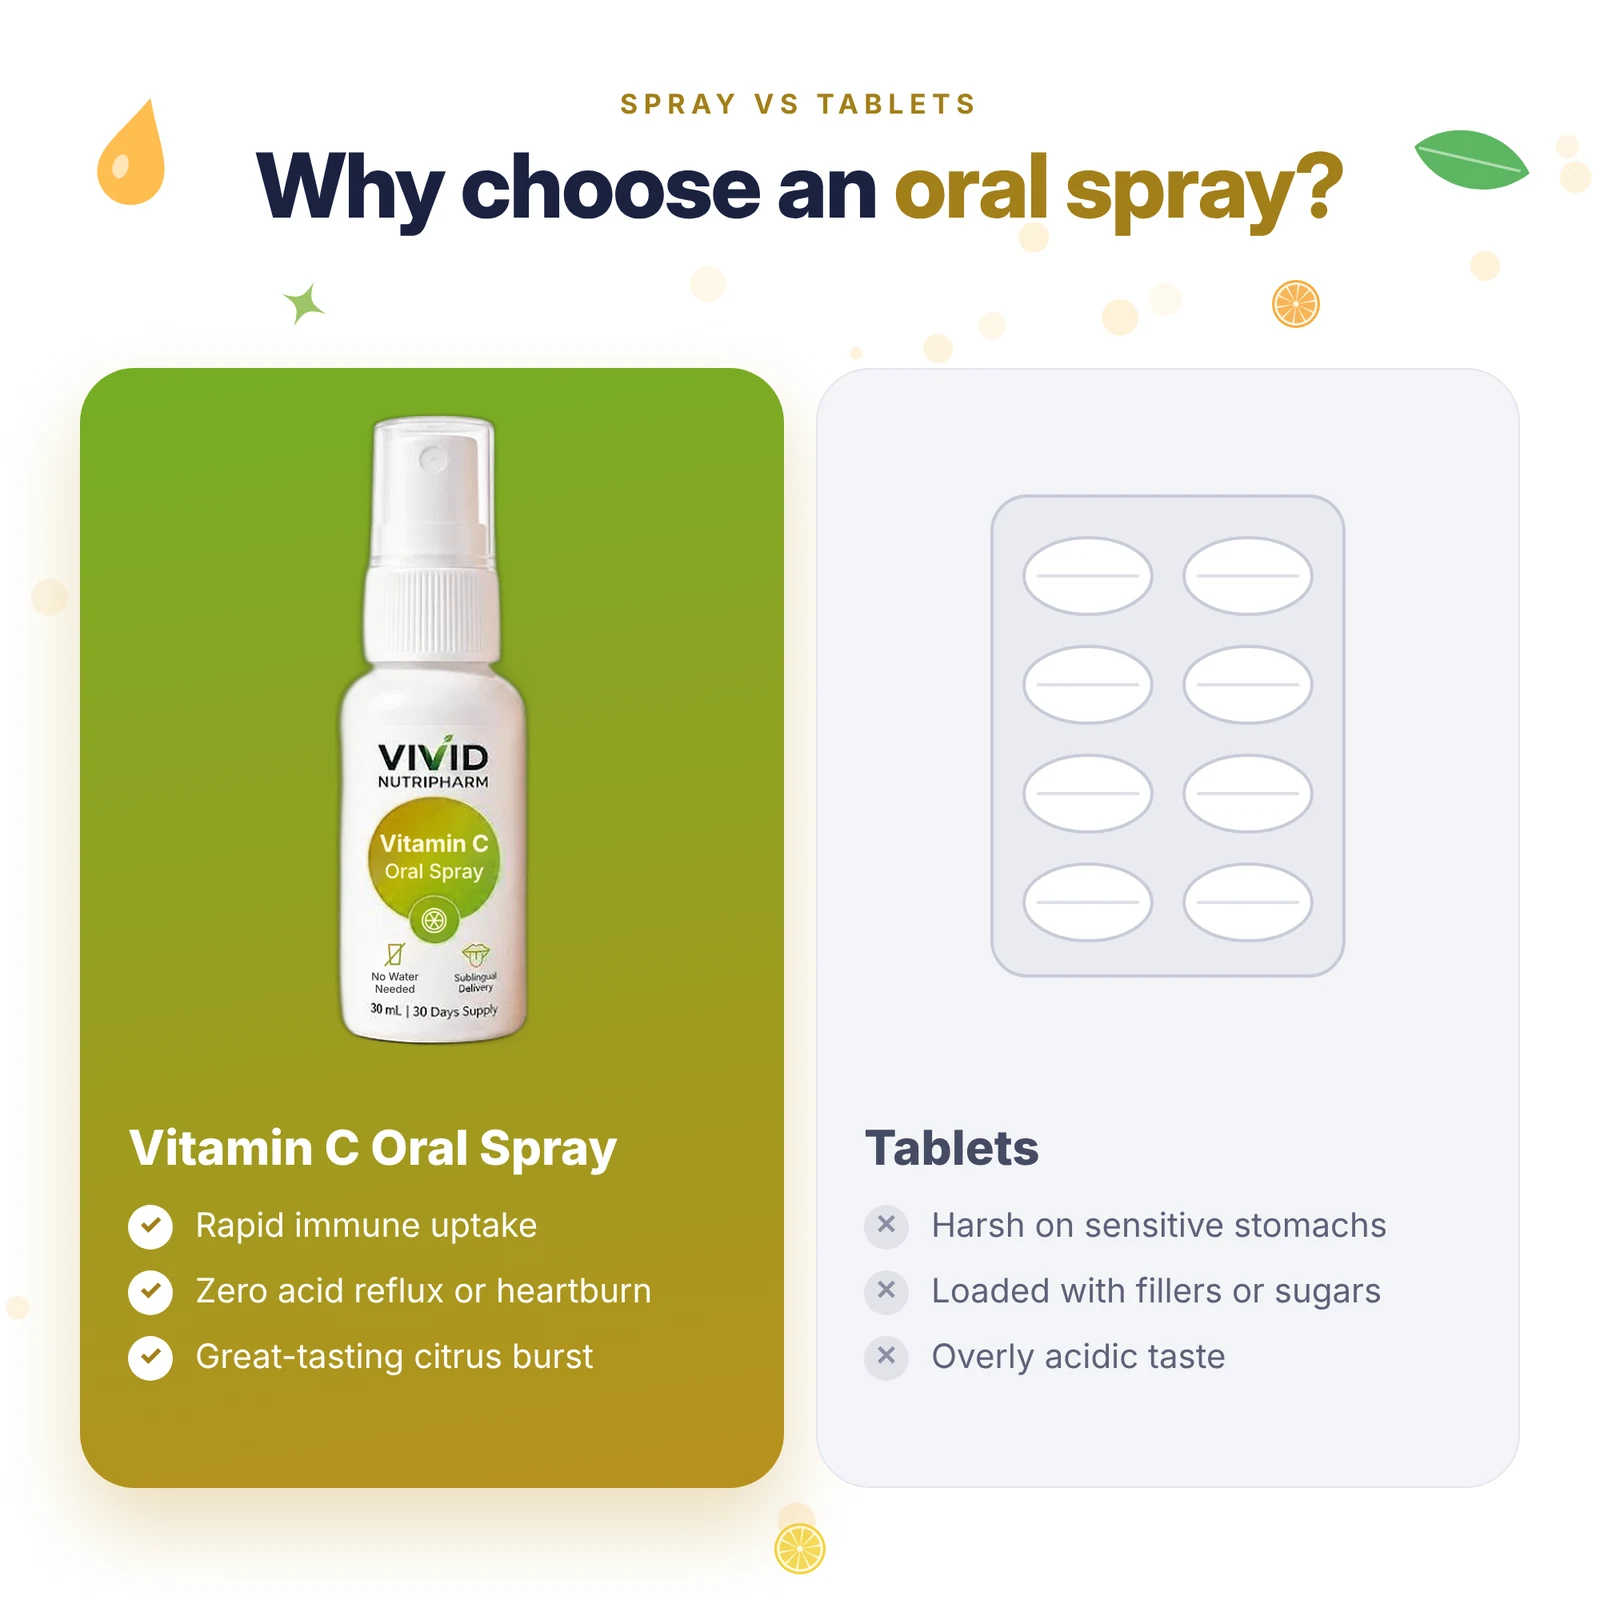 SPRAY VS TABLETS
Why choose an oral spray?
VIVID
NUTRIPHARM
Vitamin C
Oral Spray
No Water
Needed
Sublingual
Delivery
30 mL | 30 Days Supply
Vitamin C Oral Spray
Rapid immune uptake
Zero acid reflux or heartburn
Great-tasting citrus burst
Tablets
Harsh on sensitive stomachs
Loaded with fillers or sugars
Overly acidic taste